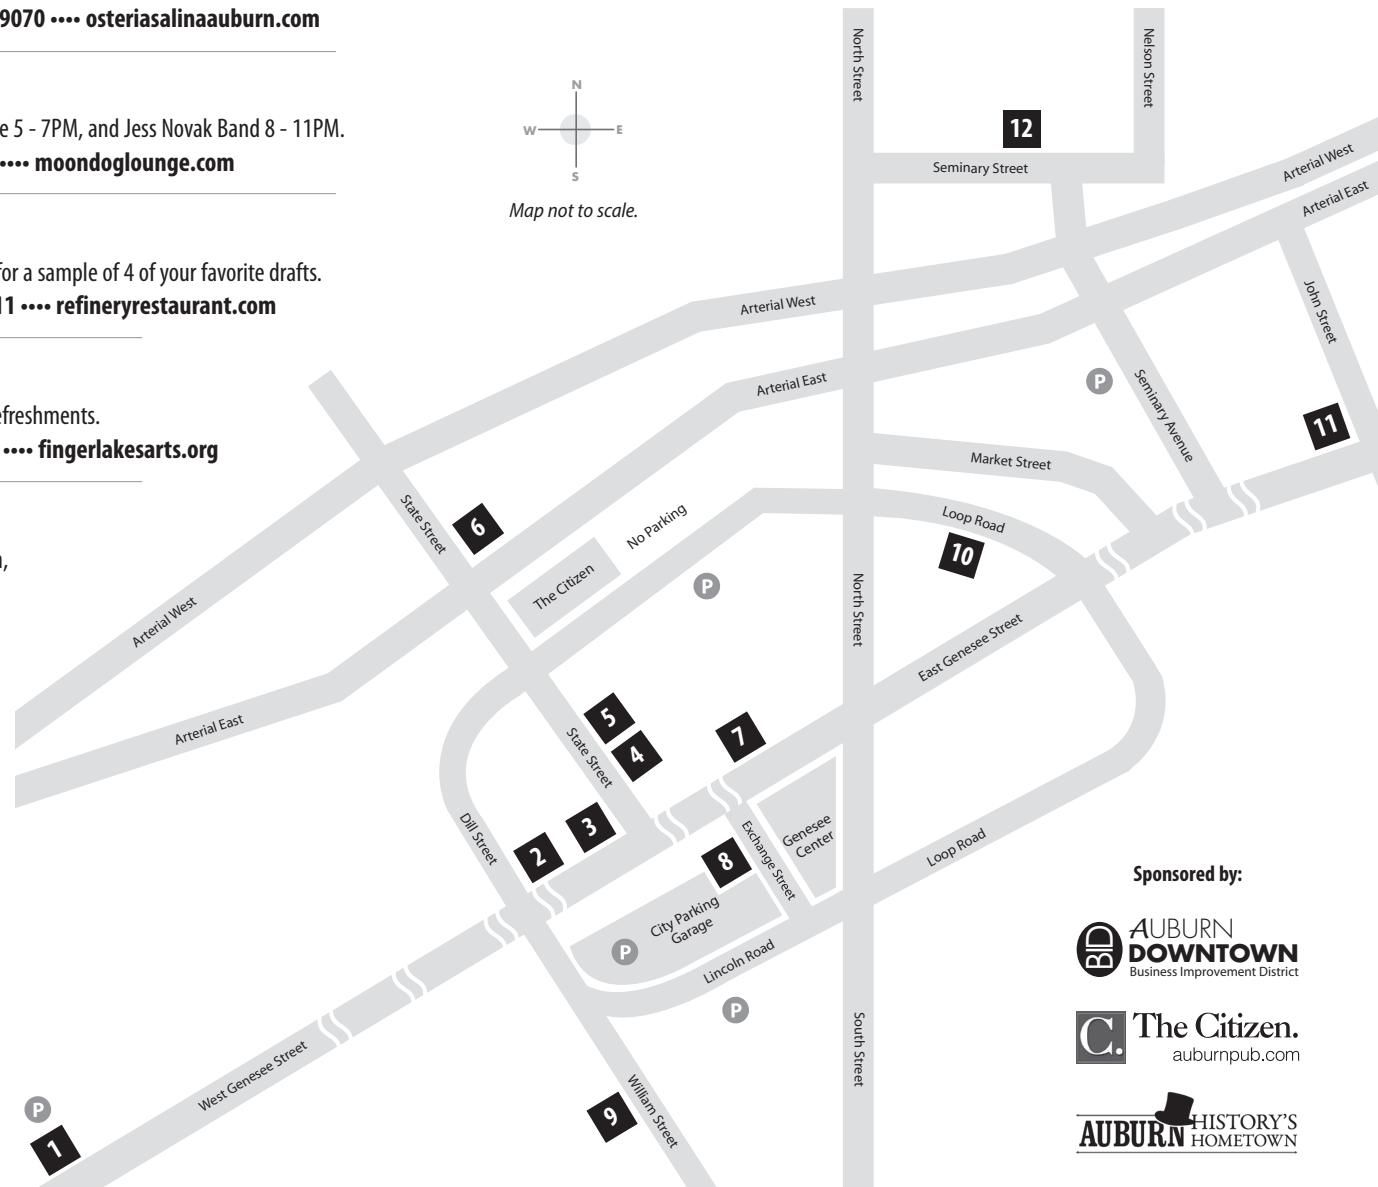 9070 •••• osteriasalinaauburn.com
e 5 - 7PM, and Jess Novak Band 8 - 11PM.
•••• moondoglounge.com
for a sample of 4 of your favorite drafts.
11 •••• refineryrestaurant.com
efreshments.
•••• fingerlakesarts.org
,
N
W E
S
Map not to scale.
North Street
Nelson Street
12
Seminary Street
Arterial West
Arterial East
John Street
Arterial West
Arterial East
P
Seminary Avenue
11
Market Street
State Street
6
No Parking
The Citizen
P
Loop Road
10
North Street
East Genesee Street
Arterial West
Arterial East
5
4
State Street
7
3
2
Dill Street
Exchange Street
Genesee
Center
8
City Parking
Garage
P
Lincoln Road
P
Loop Road
South Street
West Genesee Street
P
1
9
William Street
Sponsored by:
BID
AUBURN
DOWNTOWN
Business Improvement District
C.
The Citizen.
auburnpub.com
AUBURN
HISTORY'S
HOMETOWN